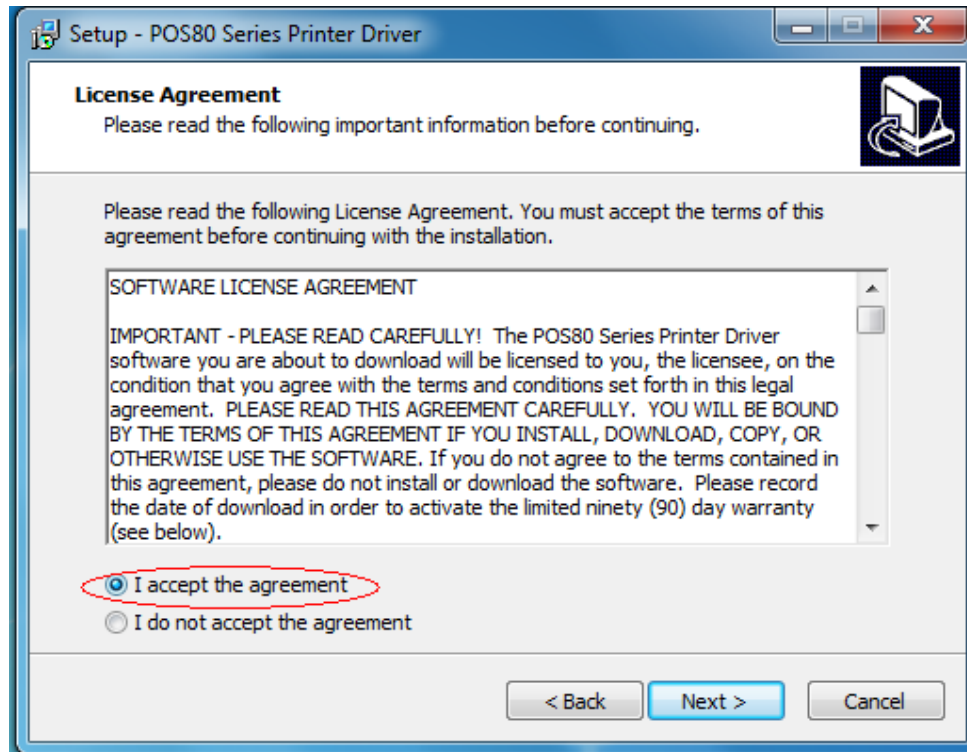 Setup - POS80 Series Printer Driver
License Agreement
Please read the following important information before continuing.
Please read the following License Agreement. You must accept the terms of this
agreement before continuing with the installation.
SOFTWARE LICENSE AGREEMENT
IMPORTANT - PLEASE READ CAREFULLY!  The POS80 Series Printer Driver
software you are about to download will be licensed to you, the licensee, on the
condition that you agree with the terms and conditions set forth in this legal
agreement.  PLEASE READ THIS AGREEMENT CAREFULLY.  YOU WILL BE BOUND
BY THE TERMS OF THIS AGREEMENT IF YOU INSTALL, DOWNLOAD, COPY, OR
OTHERWISE USE THE SOFTWARE. If you do not agree to the terms contained in
this agreement, please do not install or download the software.  Please record
the date of download in order to activate the limited ninety (90) day warranty
(see below).
I accept the agreement
I do not accept the agreement
< Back Next > Cancel